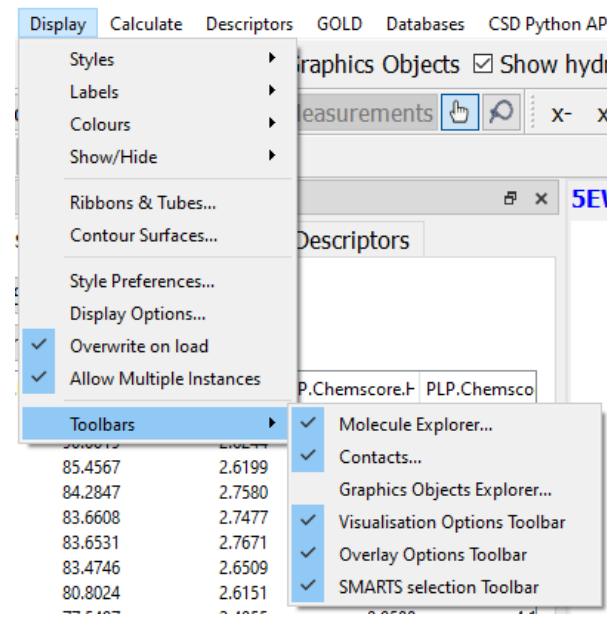 Display Calculate Descriptors GOLD Databases CSD Python AP
Styles
raphics Objects
Show hydr
Labels
easurements
x-
x
Colours
Show/Hide
Ribbons & Tubes...
5EV
Contour Surfaces...
Descriptors
Style Preferences...
Display Options...
Overwrite on load
Allow Multiple Instances
P.Chemscore.H PLP.Chemsco
Toolbars
Molecule Explorer...
Contacts...
Graphics Objects Explorer...
Visualisation Options Toolbar
Overlay Options Toolbar
SMARTS selection Toolbar
85.4567 2.6199
84.2847 2.7580
83.6608 2.7477
83.6531 2.7671
83.4746 2.6509
80.8024 2.6151